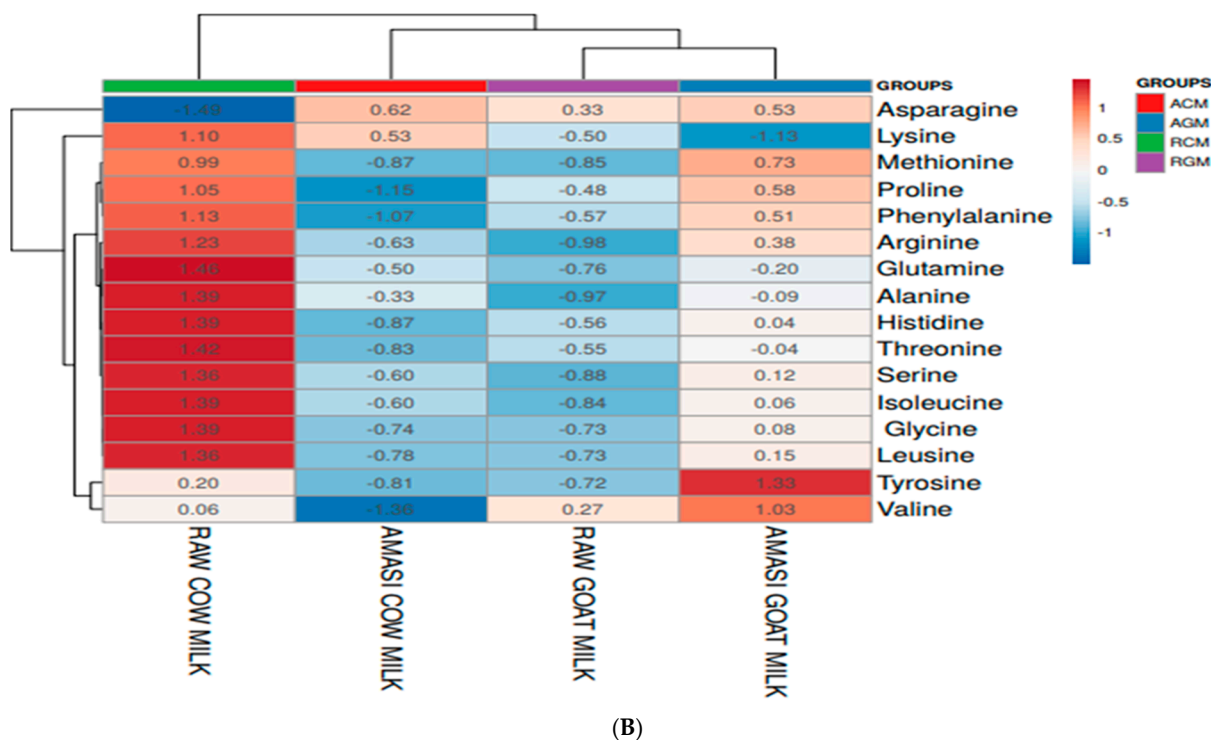 GROUPS
-1.49 0.62 0.33 0.53 Asparagine
1.10 0.53 -0.50 -1.13 Lysine
0.99 -0.87 -0.85 0.73 Methionine
1.05 -1.15 -0.48 0.58 Proline
1.13 -1.07 -0.57 0.51 Phenylalanine
1.23 -0.63 -0.98 0.38 Arginine
1.46 -0.50 -0.76 -0.20 Glutamine
1.39 -0.33 -0.97 -0.09 Alanine
1.39 -0.87 -0.56 0.04 Histidine
1.42 -0.83 -0.55 -0.04 Threonine
1.36 -0.60 -0.88 0.12 Serine
1.39 -0.60 -0.84 0.06 Isoleucine
1.39 -0.74 -0.73 0.08 Glycine
1.36 -0.78 -0.73 0.15 Leusine
0.20 -0.81 -0.72 1.33 Tyrosine
0.06 -1.36 0.27 1.03 Valine
RAW COW MILK
AMASI COW MILK
RAW GOAT MILK
AMASI GOAT MILK
1
0.5
0
-0.5
-1
GROUPS
ACM
AGM
RCM
RGM
(B)